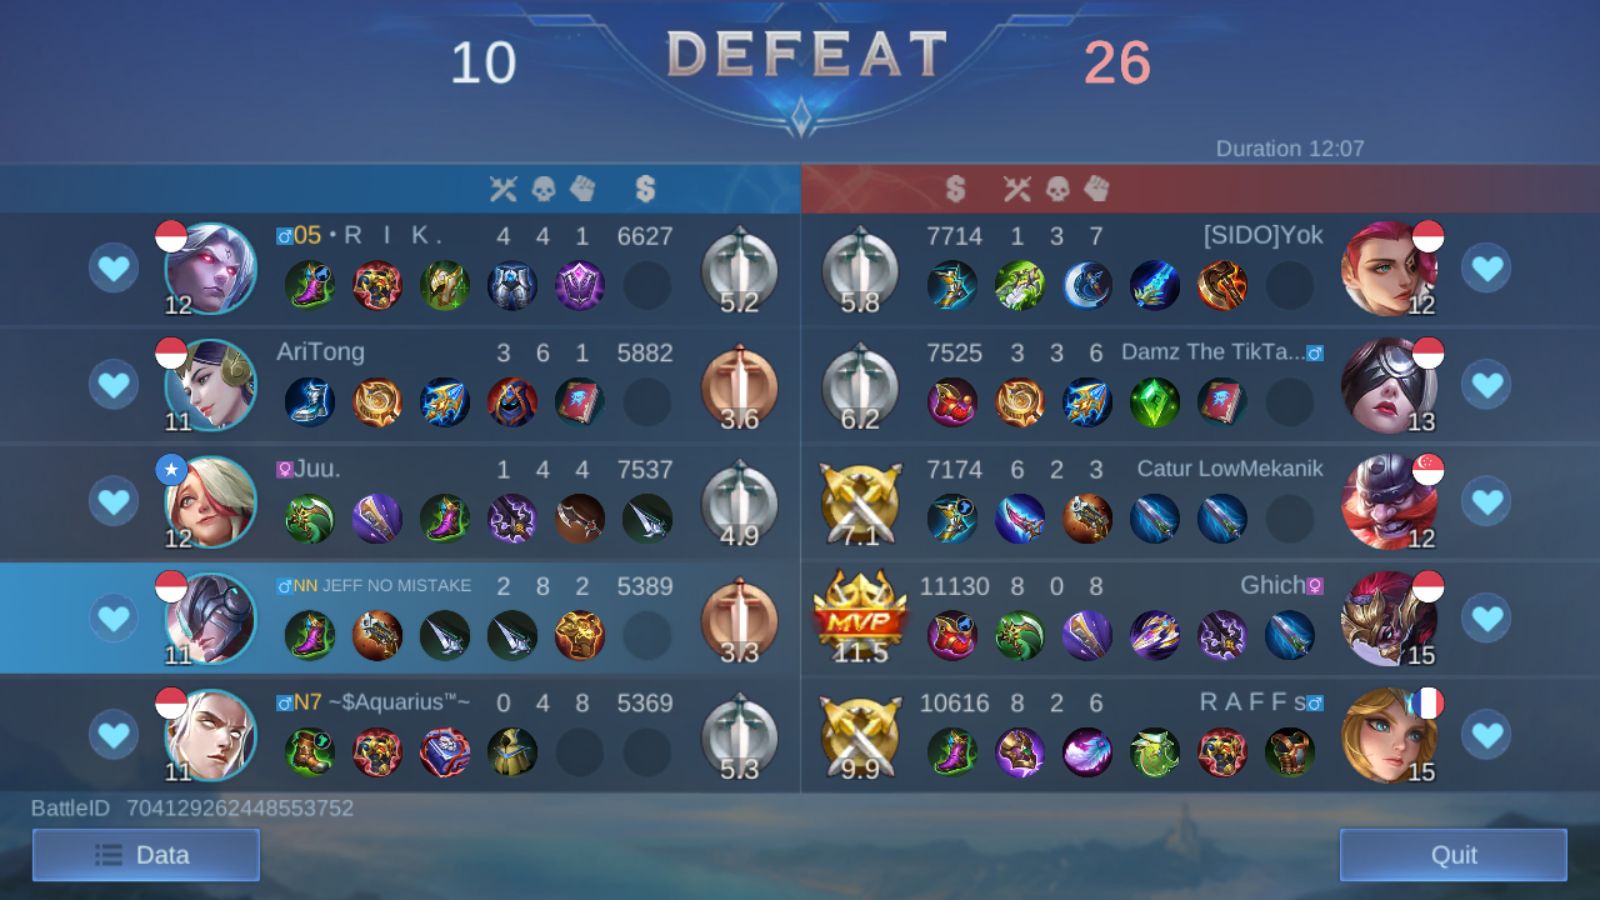 10 DEFEAT 26
Duration 12:07
05 • R I K . 4 4 1 6627
12 5.2
5.8 7714 1 3 7 [SIDO]Yok
12
AriTong 3 6 1 5882
11 3.6
6.2 7525 3 3 6 Damz The TikTa...
13
Juu. 1 4 4 7537
12 4.9
7.1 7174 6 2 3 Catur LowMekanik
12
NN JEFF NO MISTAKE 2 8 2 5389
11 3.3
MVP 11130 8 0 8 Ghich
11.5 15
N7 ~$Aquarius™~ 0 4 8 5369
11 5.3
9.9 10616 8 2 6 R A F F s
15
BattleID 704129262448553752
Data
Quit